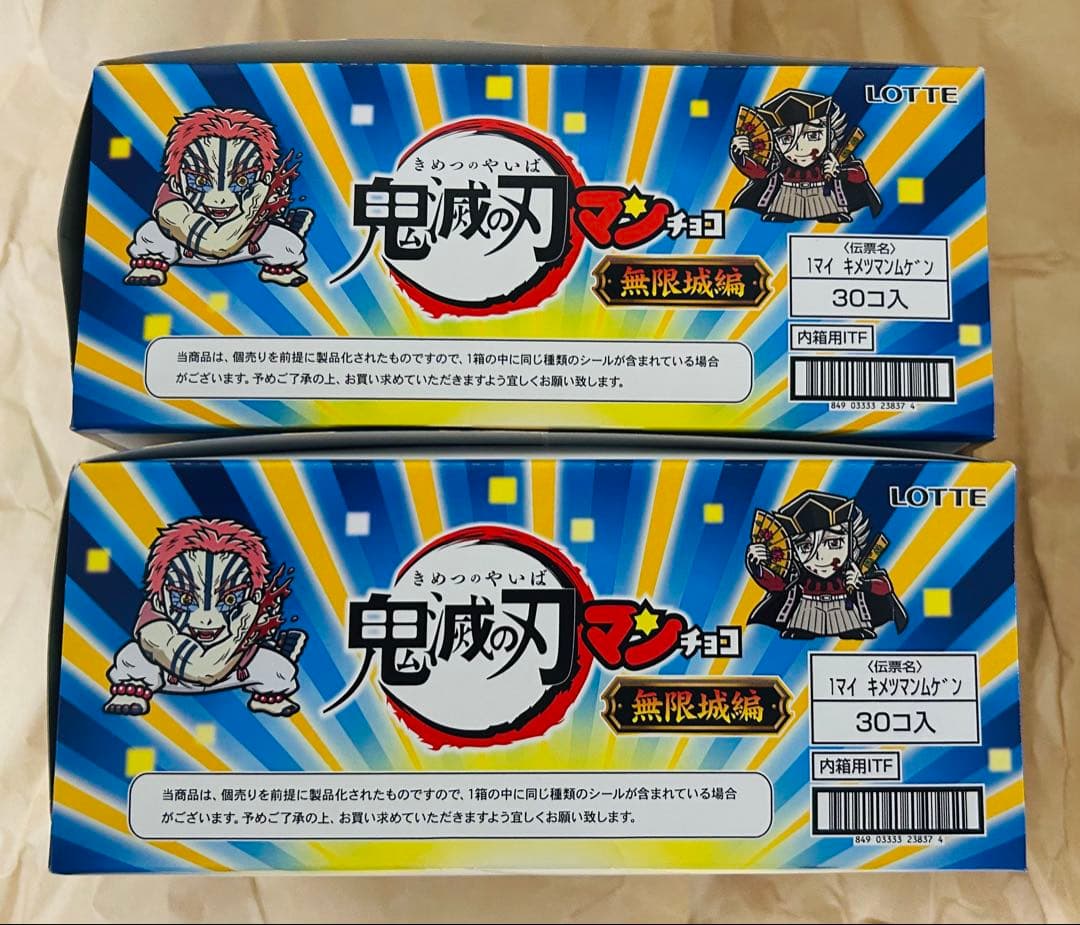 LOTTE
きめつのやいば
鬼滅の刃マンチョコ
無限城編
〈伝票名〉
1マイ キメツマンムゲン
30コ入
内箱用ITF
849 03333 23837 4
当商品は、個売りを前提に製品化されたものですので、1箱の中に同じ種類のシールが含まれている場合
がございます。予めご了承の上、お買い求めていただきますよう宜しくお願い致します。
LOTTE
きめつのやいば
鬼滅の刃マンチョコ
無限城編
〈伝票名〉
1マイ キメツマンムゲン
30コ入
内箱用ITF
849 03333 23837 4
当商品は、個売りを前提に製品化されたものですので、1箱の中に同じ種類のシールが含まれている場合
がございます。予めご了承の上、お買い求めていただきますよう宜しくお願い致します。